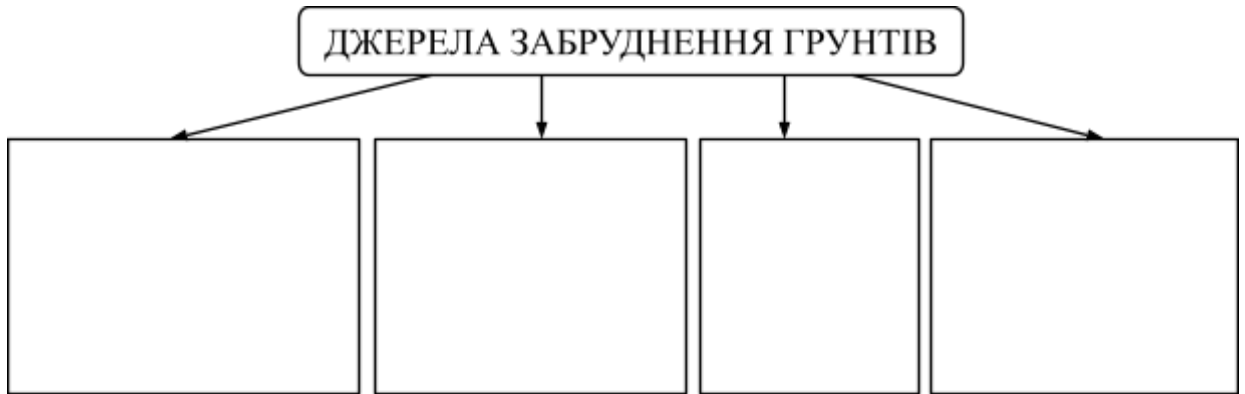 ДЖЕРЕЛА ЗАБРУДНЕННЯ ГРУНТІВ